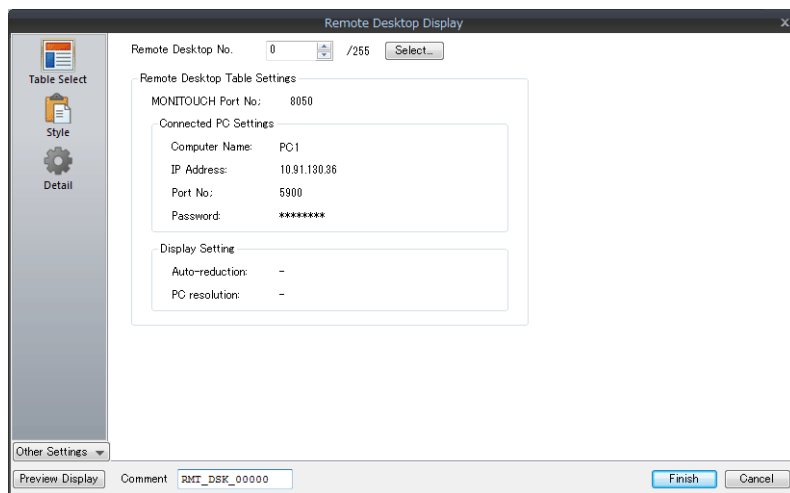 Remote Desktop Display
x
Table Select
Style
Detail
Remote Desktop No. 0 /255 Select...
Remote Desktop Table Settings
MONITOUCH Port No; 8050
Connected PC Settings
Computer Name: PC1
IP Address: 10.91.130.36
Port No; 5900
Password: ********
Display Setting
Auto-reduction: -
PC resolution: -
Other Settings
Preview Display Comment RMT_DSK_00000 Finish Cancel